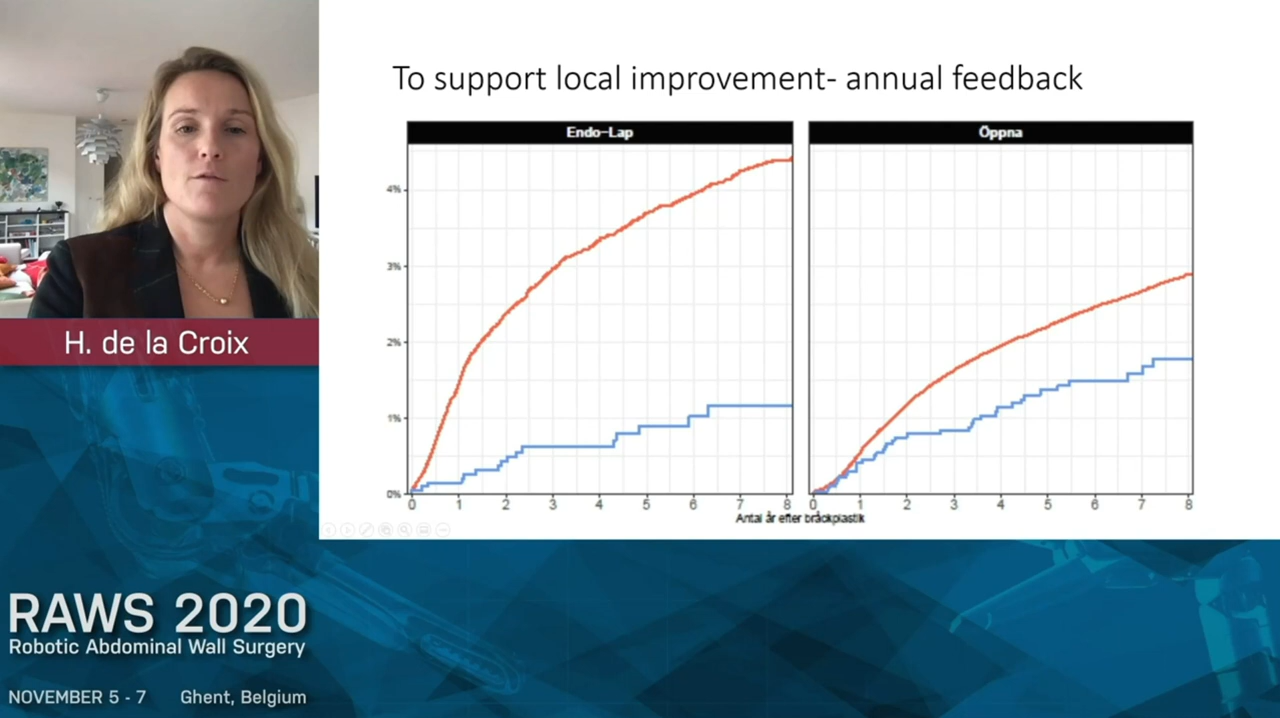 To support local improvement- annual feedback
Endo-Lap
Öppna
4%
3%
2%
1%
0%
0 1 2 3 4 5 6 7 8
0 1 2 3 4 5 6 7 8
Antal år efter bråckplastik
H. de la Croix
RAWS 2020
Robotic Abdominal Wall Surgery
NOVEMBER 5 - 7 Ghent, Belgium